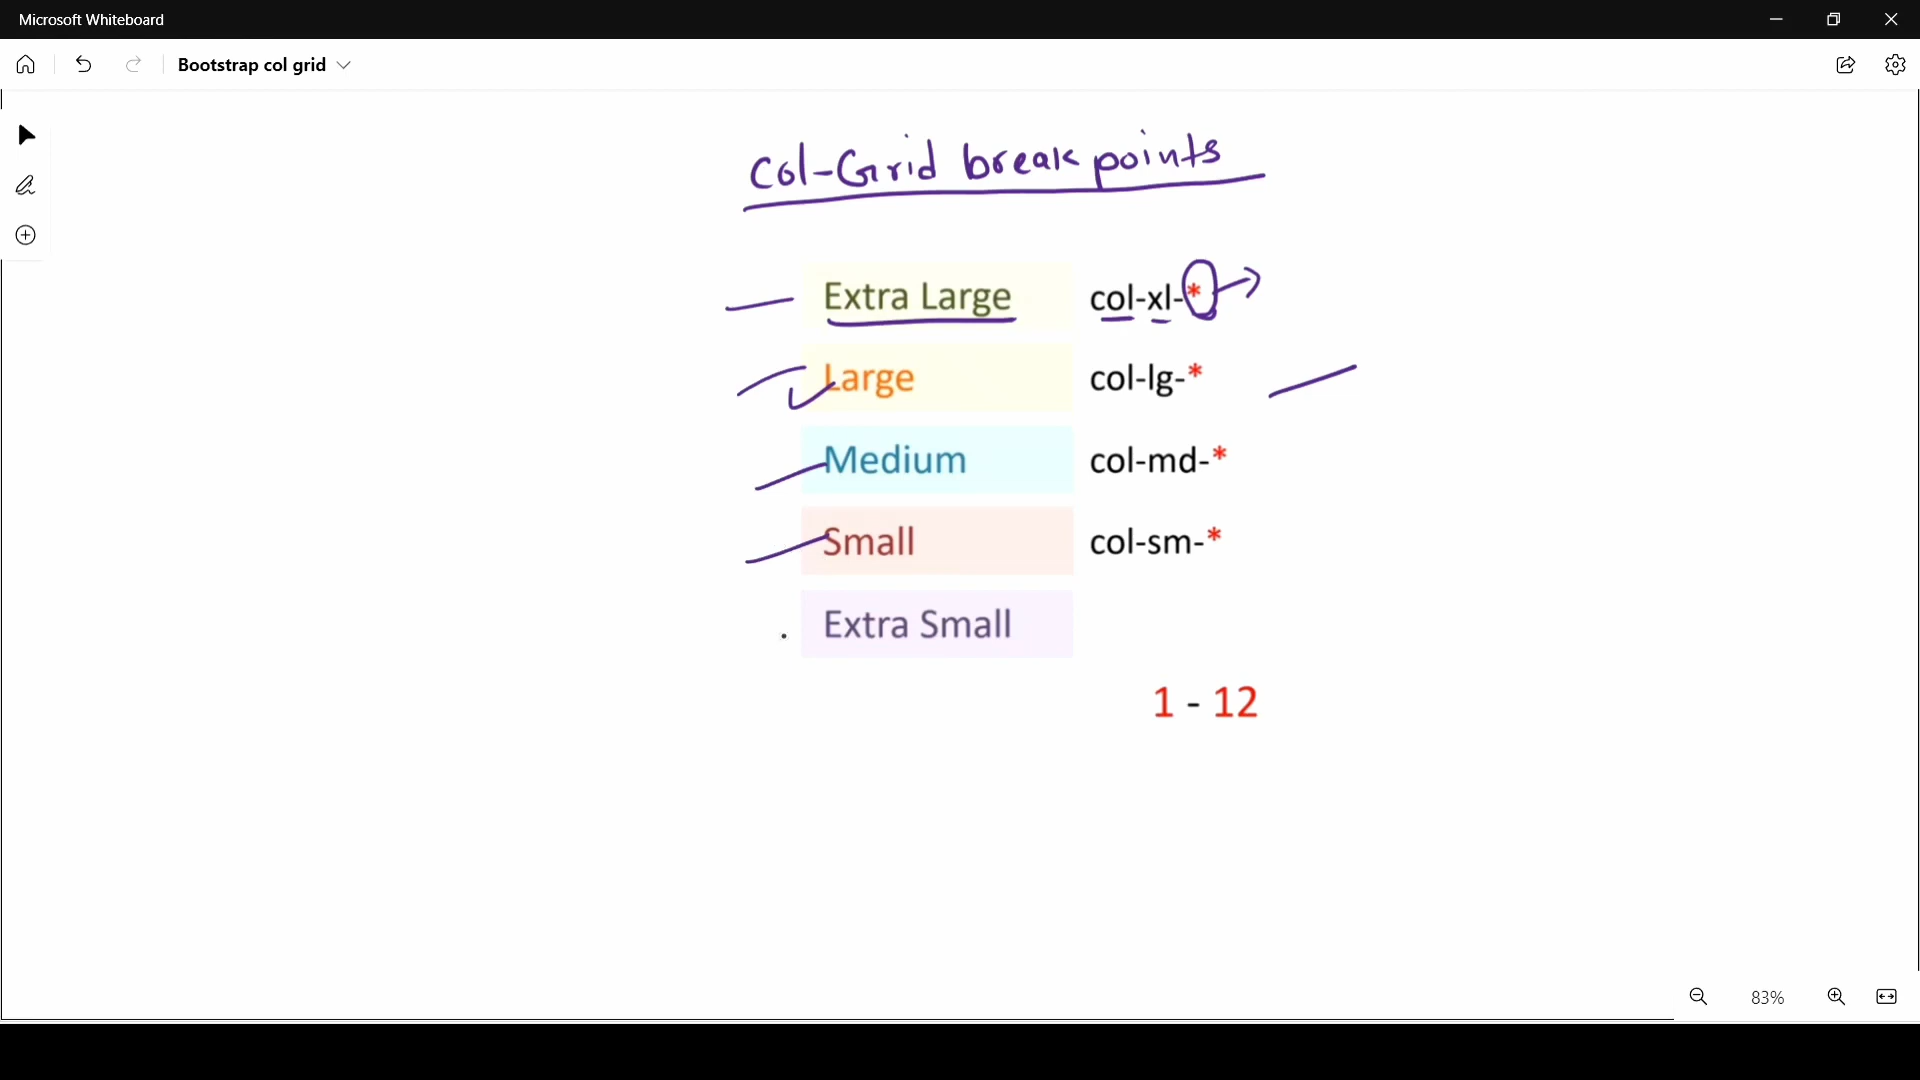 Microsoft Whiteboard
Bootstrap col grid
Col-Grid break points
Extra Large col-xl-*
Large col-lg-*
Medium col-md-*
Small col-sm-*
Extra Small
1 - 12
83%